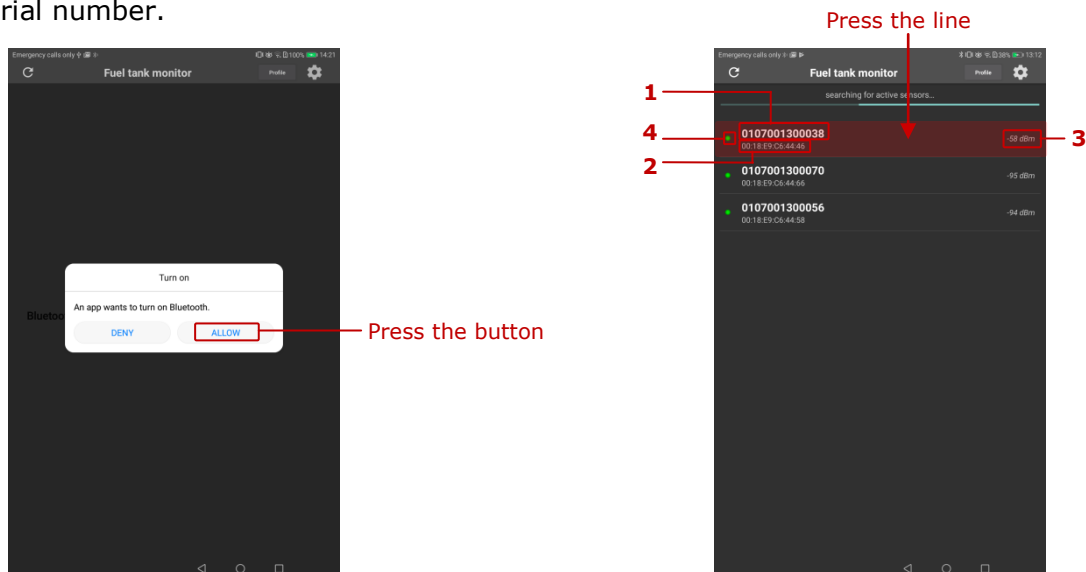 rial number.
Emergency calls only
100% 14:21
Fuel tank monitor
Profile
Turn on
An app wants to turn on Bluetooth.
Bluetoo
DENY
ALLOW
Press the button
Press the line
Emergency calls only
38% 13:12
Fuel tank monitor
Profile
searching for active sensors...
1
0107001300038
4
-58 dBm
3
00:18:E9:C6:44:46
2
0107001300070
-95 dBm
00:18:E9:C6:44:66
0107001300056
-94 dBm
00:18:E9:C6:44:58